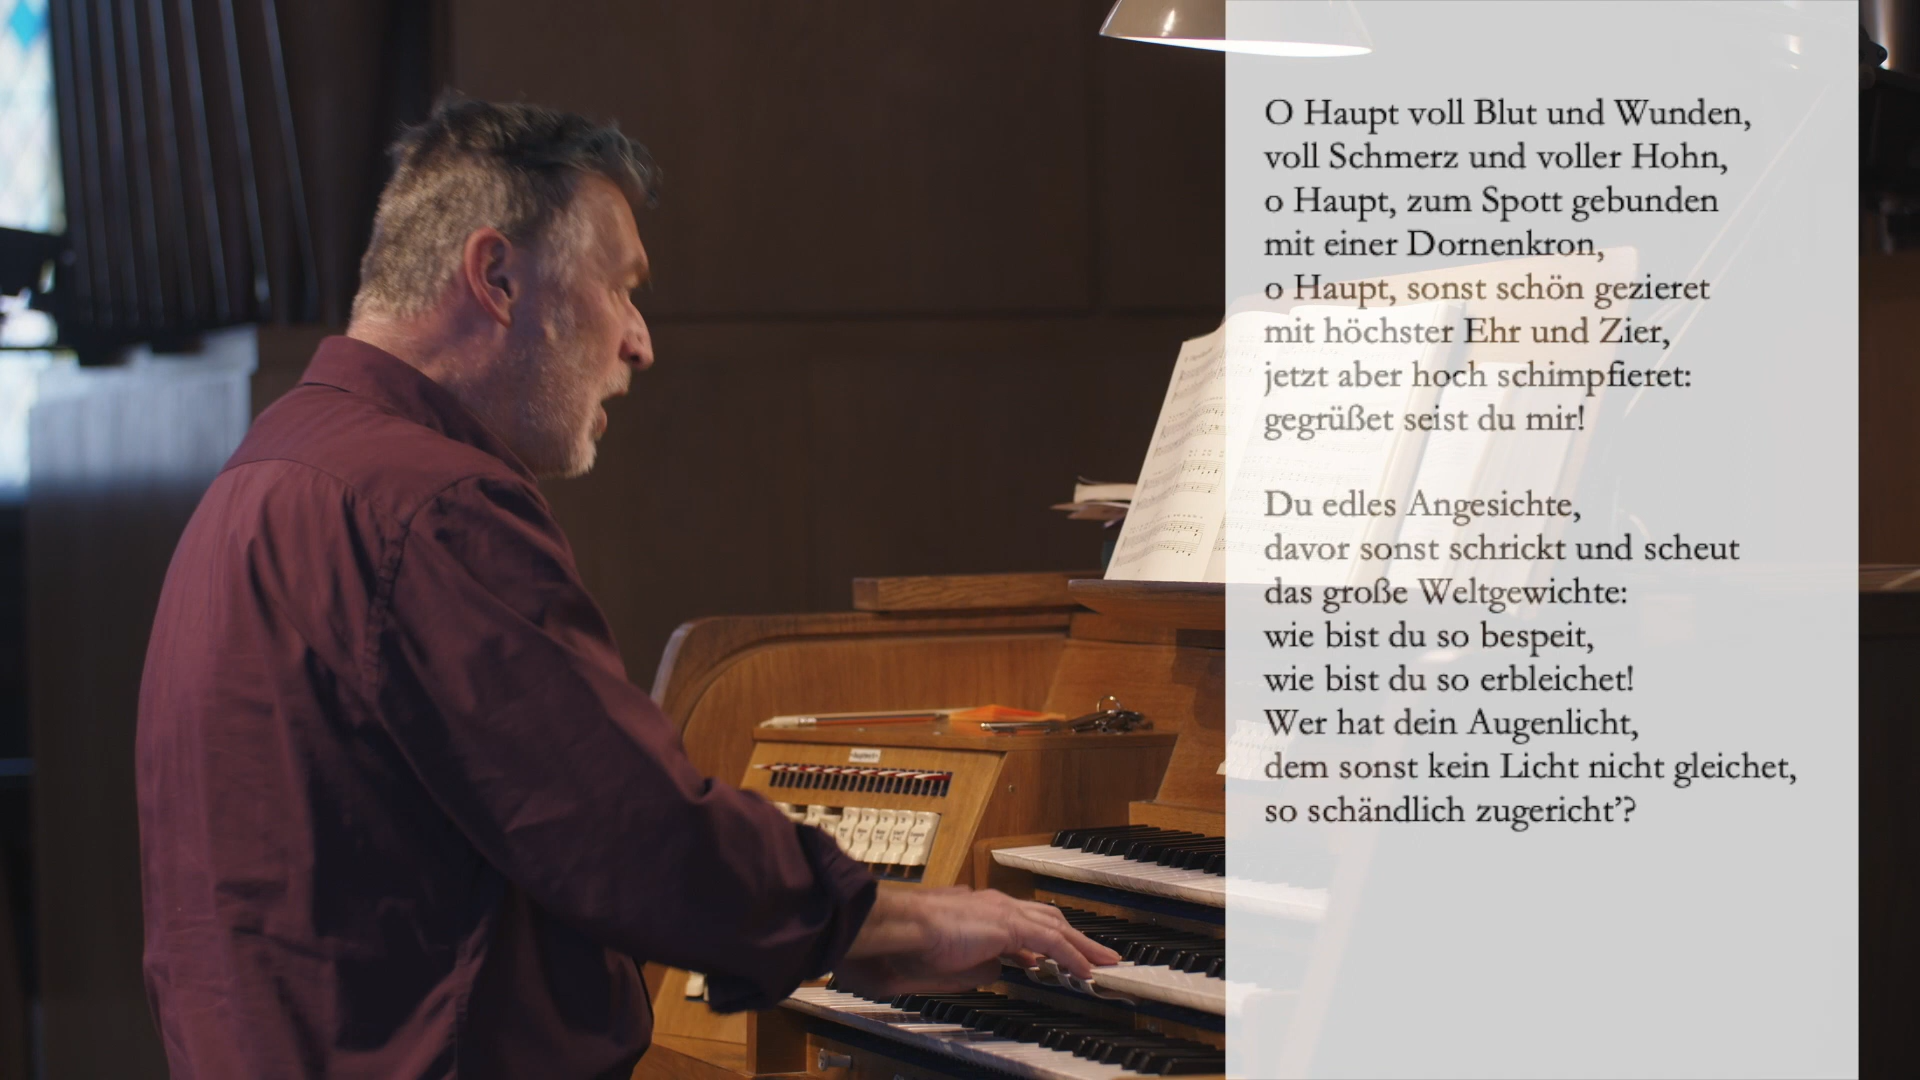 O Haupt voll Blut und Wunden,
voll Schmerz und voller Hohn,
o Haupt, zum Spott gebunden
mit einer Dornenkron,
o Haupt, sonst schön gezieret
mit höchster Ehr und Zier,
jetzt aber hoch schimpfieret:
gegrüßet seist du mir!
Du edles Angesichte,
davor sonst schrickt und scheut
das große Weltgewichte:
wie bist du so bespeit,
wie bist du so erbleichet!
Wer hat dein Augenlicht,
dem sonst kein Licht nicht gleichet,
so schändlich zugericht’?